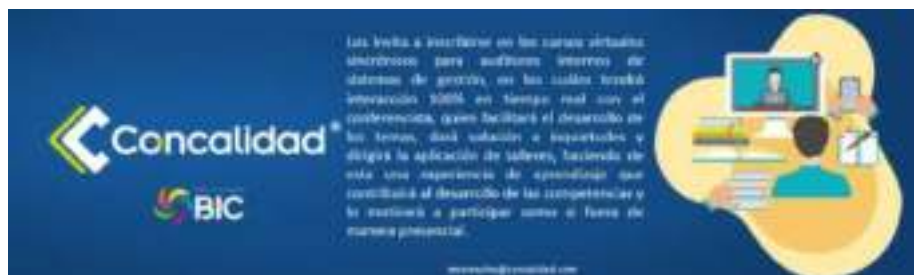 Concalidad®
BIC
Los invita a inscribirse en los cursos virtuales
sincrónicos para auditores internos de
sistemas de gestión, en los cuáles tendrá
interacción 100% en tiempo real con el
conferencista, quien facilitará el desarrollo de
los temas, dará solución a inquietudes y
dirigirá la aplicación de talleres, haciendo de
esta una experiencia de aprendizaje que
contribuirá al desarrollo de las competencias y
lo motivará a participar como si fuera de
manera presencial.